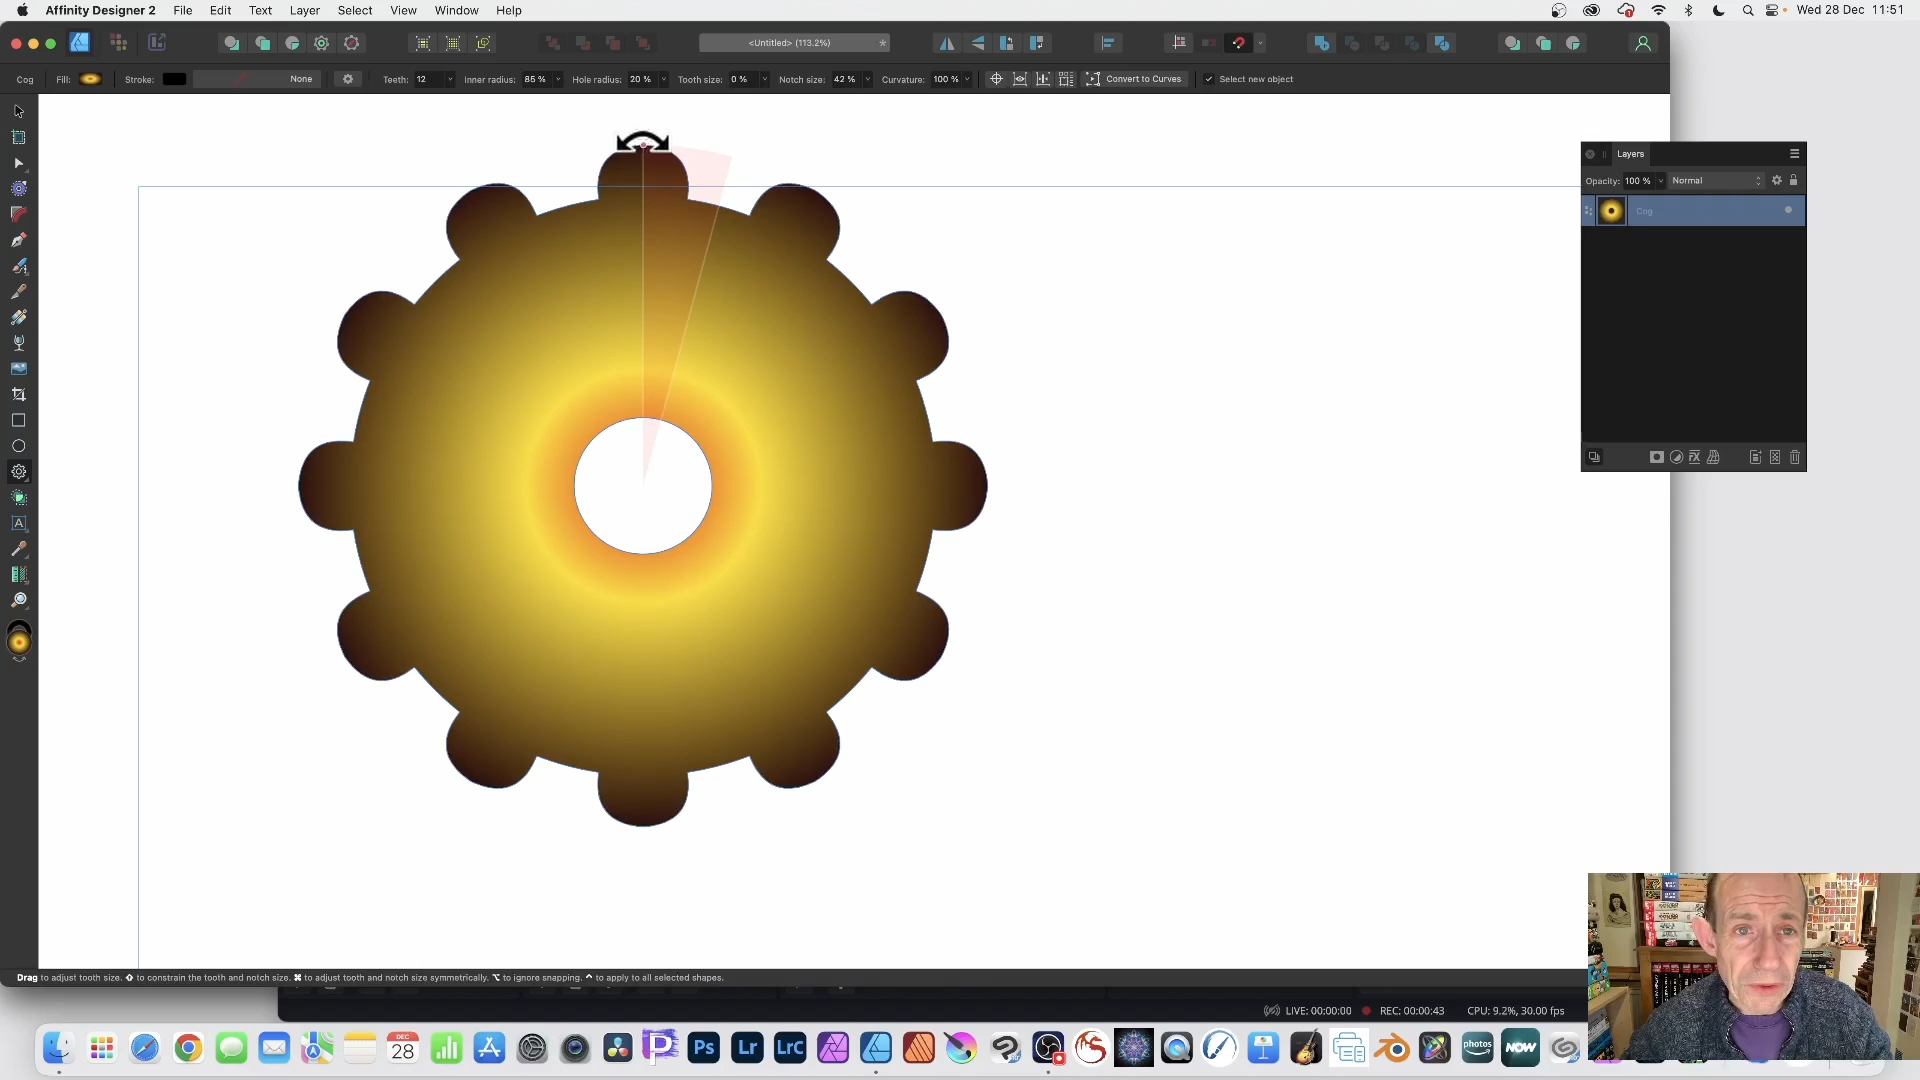 Affinity Designer 2 File Edit Text Layer Select View Window Help Wed 28 Dec 11:51
<Untitled> (113.2%) *
Cog Fill: Stroke: None Teeth: 12 Inner radius: 85 % Hole radius: 20 % Tooth size: 0 % Notch size: 42 % Curvature: 100 % Convert to Curves Select new object
Layers
Opacity: 100 % Normal
Cog
Drag to adjust tooth size. ⇧ to constrain the tooth and notch size. ⌘ to adjust tooth and notch size symmetrically. ⌥ to ignore snapping. ⌃ to apply to all selected shapes.
LIVE: 00:00:00 REC: 00:00:43 CPU: 9.2%, 30.00 fps
DEC
28
Ps Lr LrC
photos
NOW